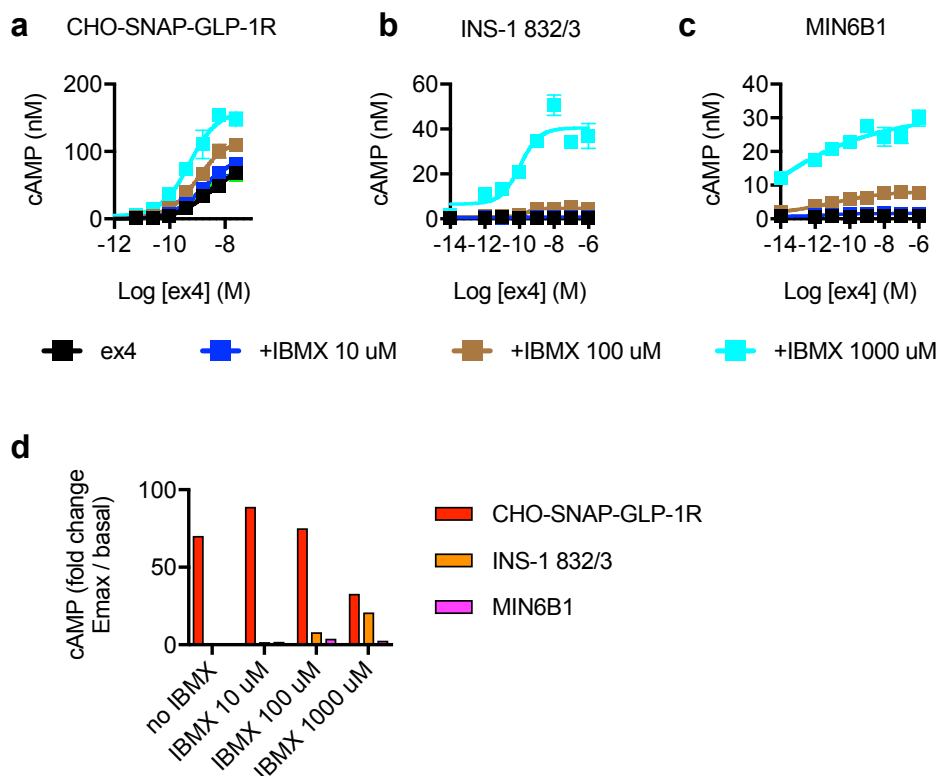 a CHO-SNAP-GLP-1R
b INS-1 832/3
c MIN6B1
cAMP (nM)
200
100
0
-12 -10 -8
Log [ex4] (M)
cAMP (nM)
60
40
20
0
-14 -12 -10 -8 -6
Log [ex4] (M)
cAMP (nM)
40
30
20
10
0
-14 -12 -10 -8 -6
Log [ex4] (M)
ex4 +IBMX 10 uM +IBMX 100 uM +IBMX 1000 uM
d
cAMP (fold change
Emax / basal)
100
50
0
no IBMX
IBMX 10 uM
IBMX 100 uM
IBMX 1000 uM
CHO-SNAP-GLP-1R
INS-1 832/3
MIN6B1